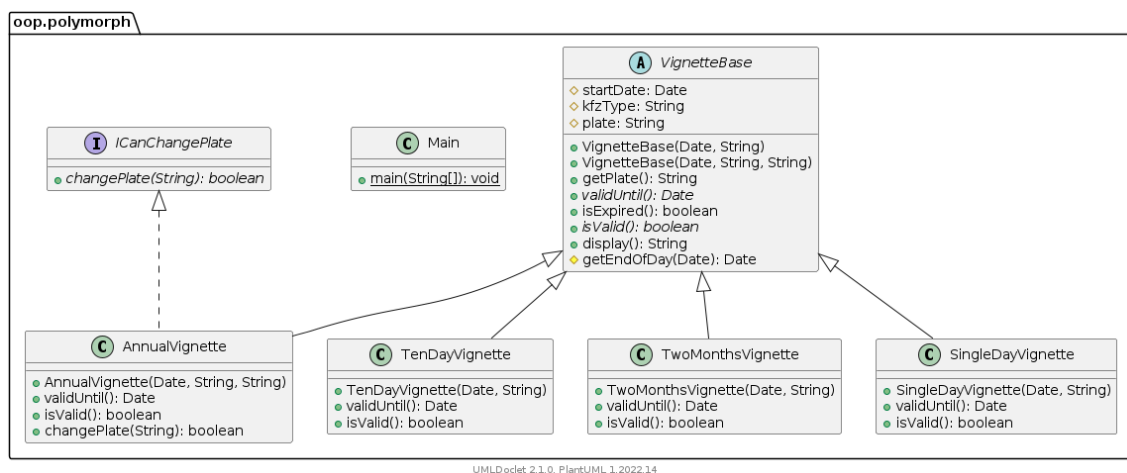 oop.polymorph
A VignetteBase
startDate: Date
kfzType: String
plate: String
VignetteBase(Date, String)
VignetteBase(Date, String, String)
getPlate(): String
validUntil(): Date
isExpired(): boolean
isValid(): boolean
display(): String
getEndOfDay(Date): Date
I ICanChangePlate
changePlate(String): boolean
C Main
main(String[]): void
C AnnualVignette
AnnualVignette(Date, String, String)
validUntil(): Date
isValid(): boolean
changePlate(String): boolean
C TenDayVignette
TenDayVignette(Date, String)
validUntil(): Date
isValid(): boolean
C TwoMonthsVignette
TwoMonthsVignette(Date, String)
validUntil(): Date
isValid(): boolean
C SingleDayVignette
SingleDayVignette(Date, String)
validUntil(): Date
isValid(): boolean
UMLDoclet 2.1.0, PlantUML 1.2022.14